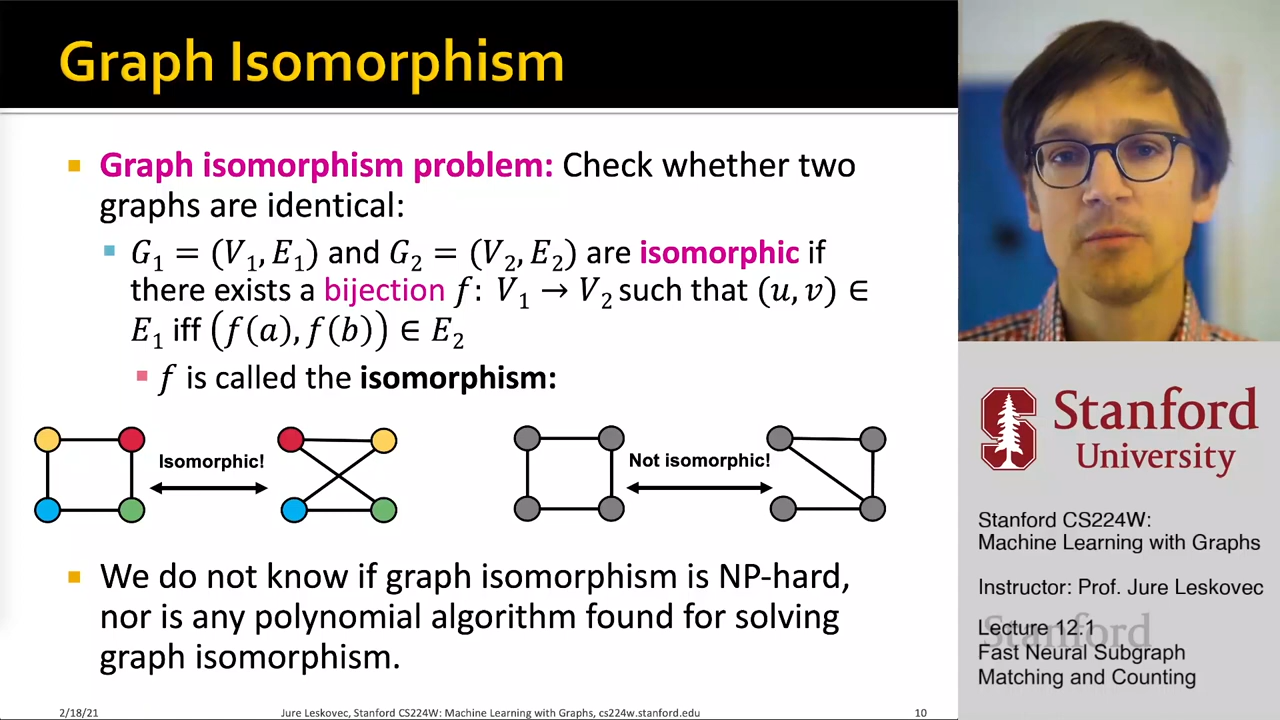 Graph Isomorphism
▪ Graph isomorphism problem: Check whether two
graphs are identical:
▪ G₁ = (V₁, E₁) and G₂ = (V₂, E₂) are isomorphic if
there exists a bijection f: V₁ → V₂ such that (u, v) ∈
E₁ iff (f(a), f(b)) ∈ E₂
▪ f is called the isomorphism:
Isomorphic!
Not isomorphic!
▪ We do not know if graph isomorphism is NP-hard,
nor is any polynomial algorithm found for solving
graph isomorphism.
2/18/21
Jure Leskovec, Stanford CS224W: Machine Learning with Graphs, cs224w.stanford.edu
10
S
Stanford
University
Stanford CS224W:
Machine Learning with Graphs
Instructor: Prof. Jure Leskovec
Stanford
Lecture 12.1
Fast Neural Subgraph
Matching and Counting